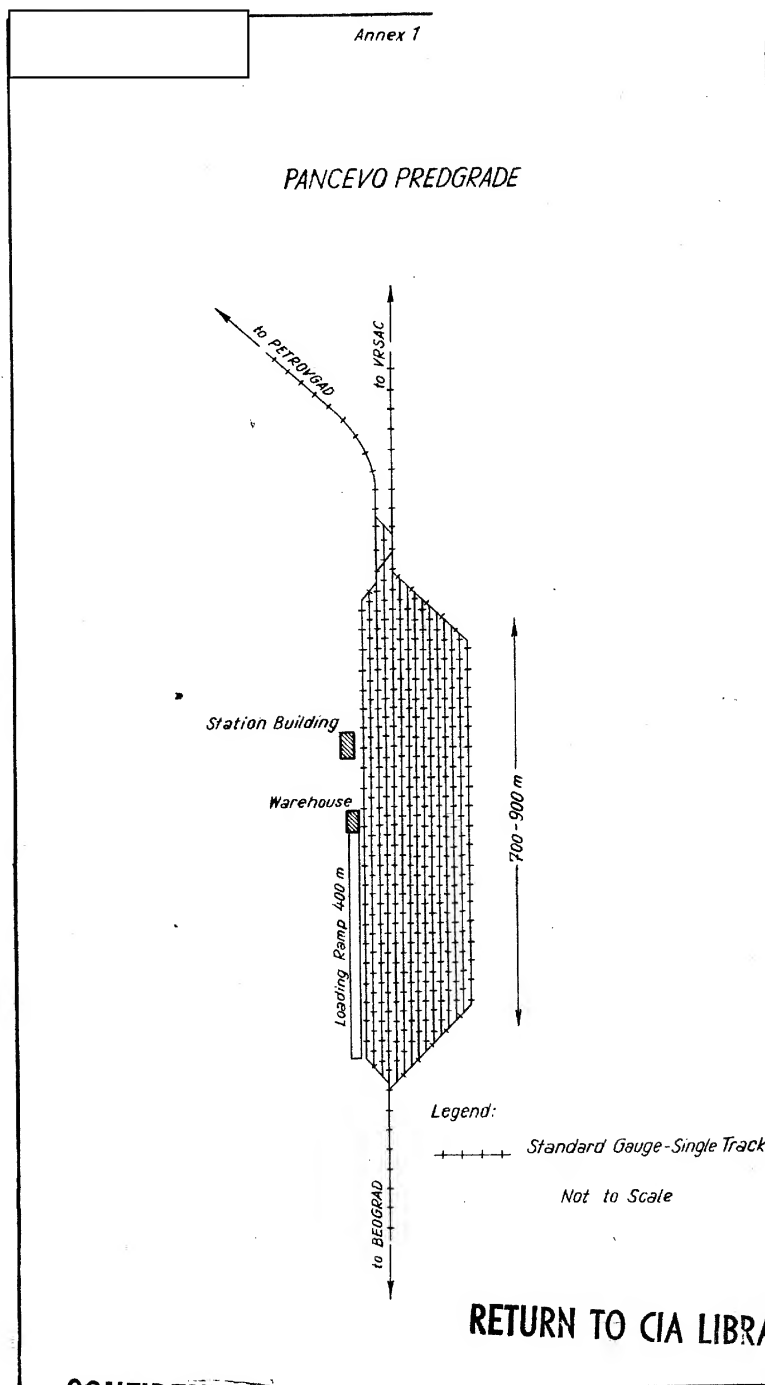 Annex 1
PANCEVO PREDGRADE
to PETROVGAD
to VRSAC
Station Building
Warehouse
700-900 m
Loading Ramp 400 m
Legend:
Standard Gauge-Single Track
Not to Scale
to BEOGRAD
RETURN TO CIA LIBRA